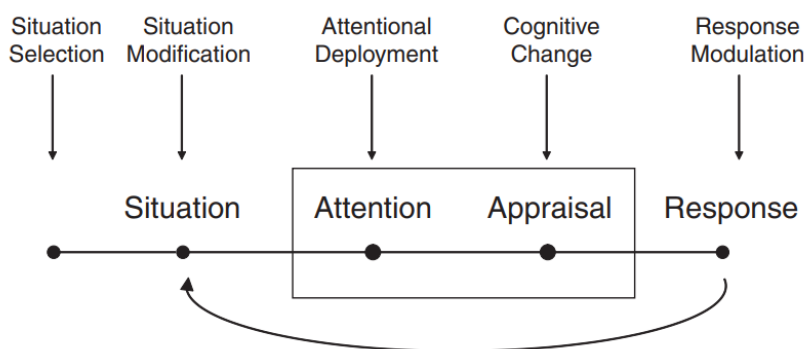 Situation
Selection
Situation
Modification
Attentional
Deployment
Cognitive
Change
Response
Modulation
Situation
Attention
Appraisal
Response